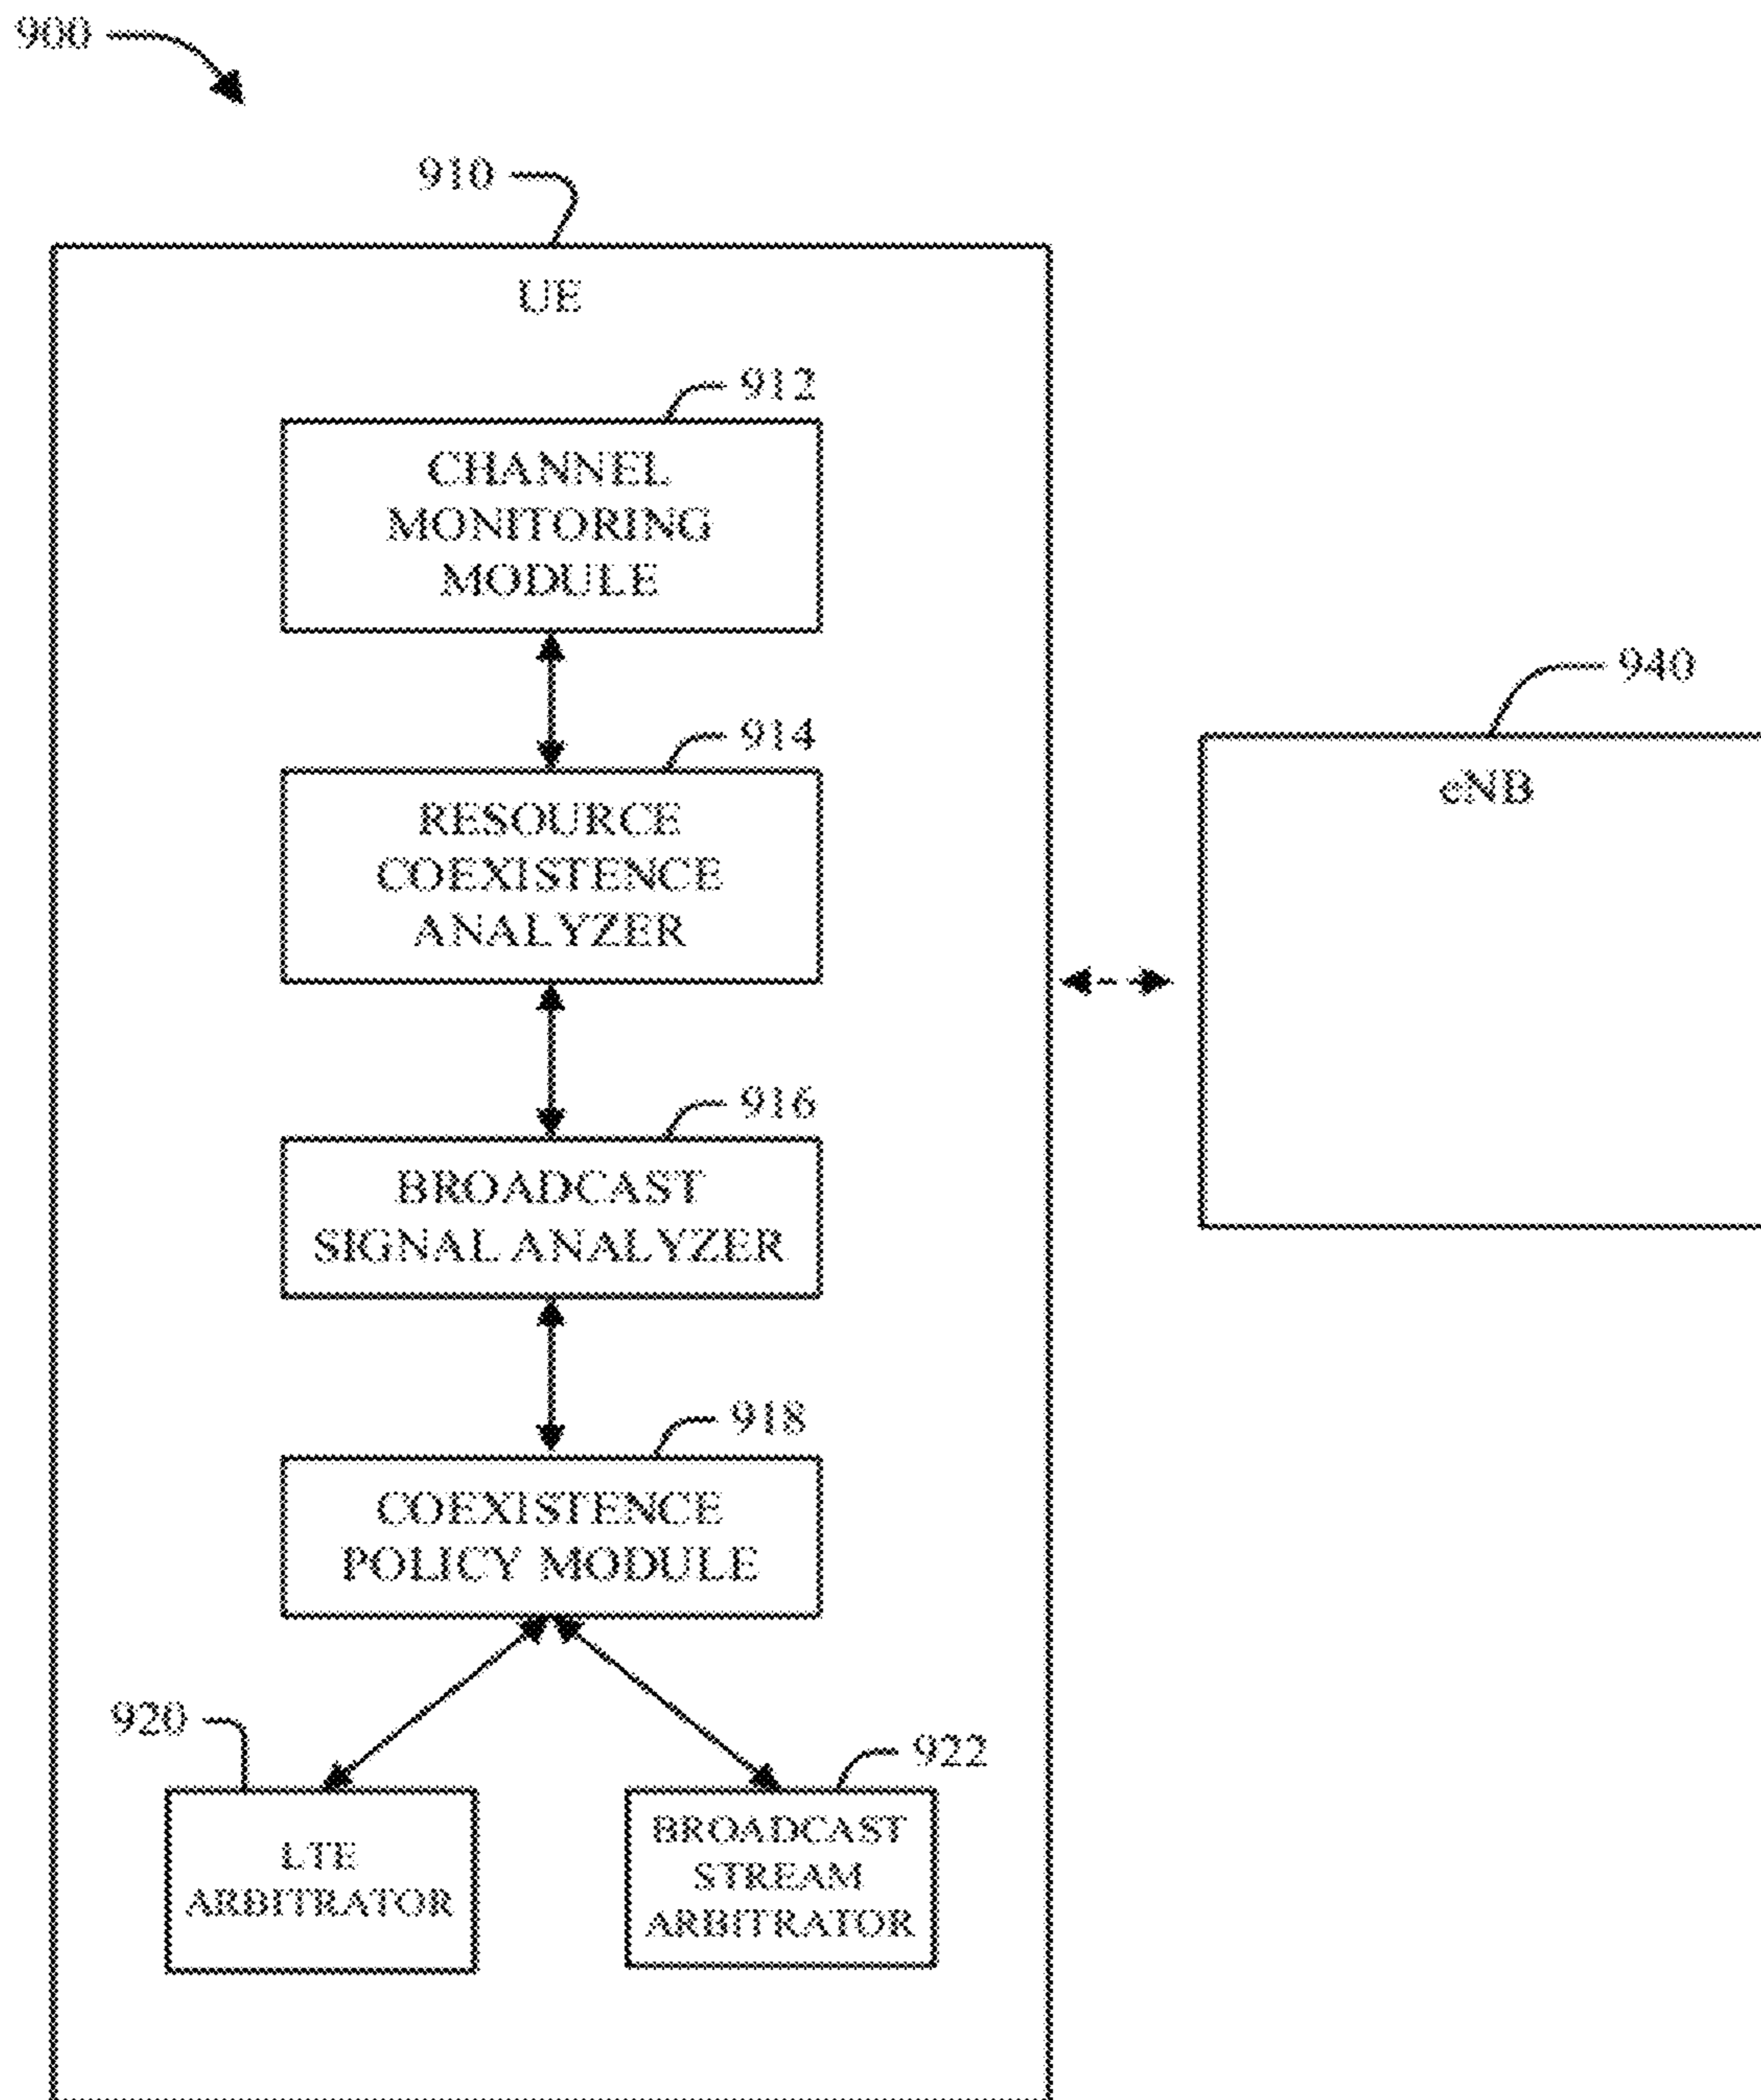 900
910
UE
912
CHANNEL
MONITORING
MODULE
940
914
eNB
RESOURCE
COEXISTENCE
ANALYZER
916
BROADCAST
SIGNAL ANALYZER
918
COEXISTENCE
POLICY MODULE
920
922
LTE
ARBITRATOR
BROADCAST
STREAM
ARBITRATOR